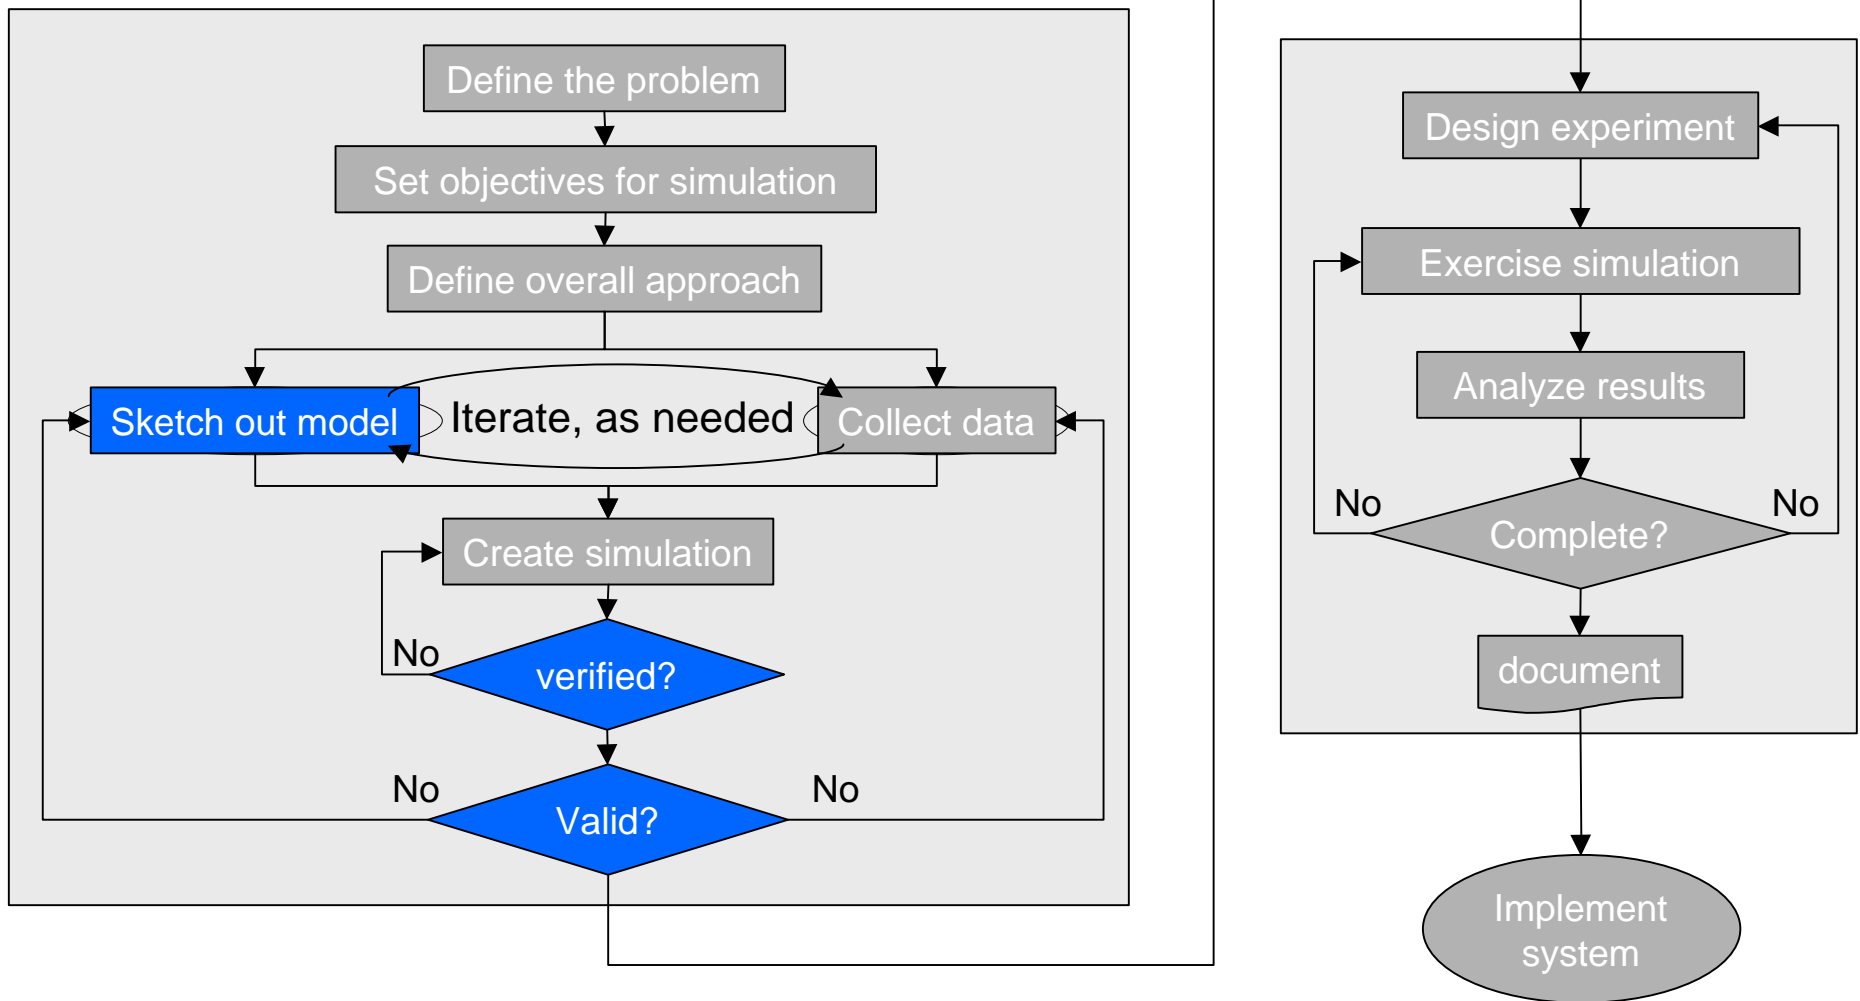 Define the problem
Set objectives for simulation
Define overall approach
Sketch out model
Iterate, as needed
Collect data
Create simulation
No
verified?
No
No
Valid?
Design experiment
Exercise simulation
Analyze results
No
No
Complete?
document
Implement
system